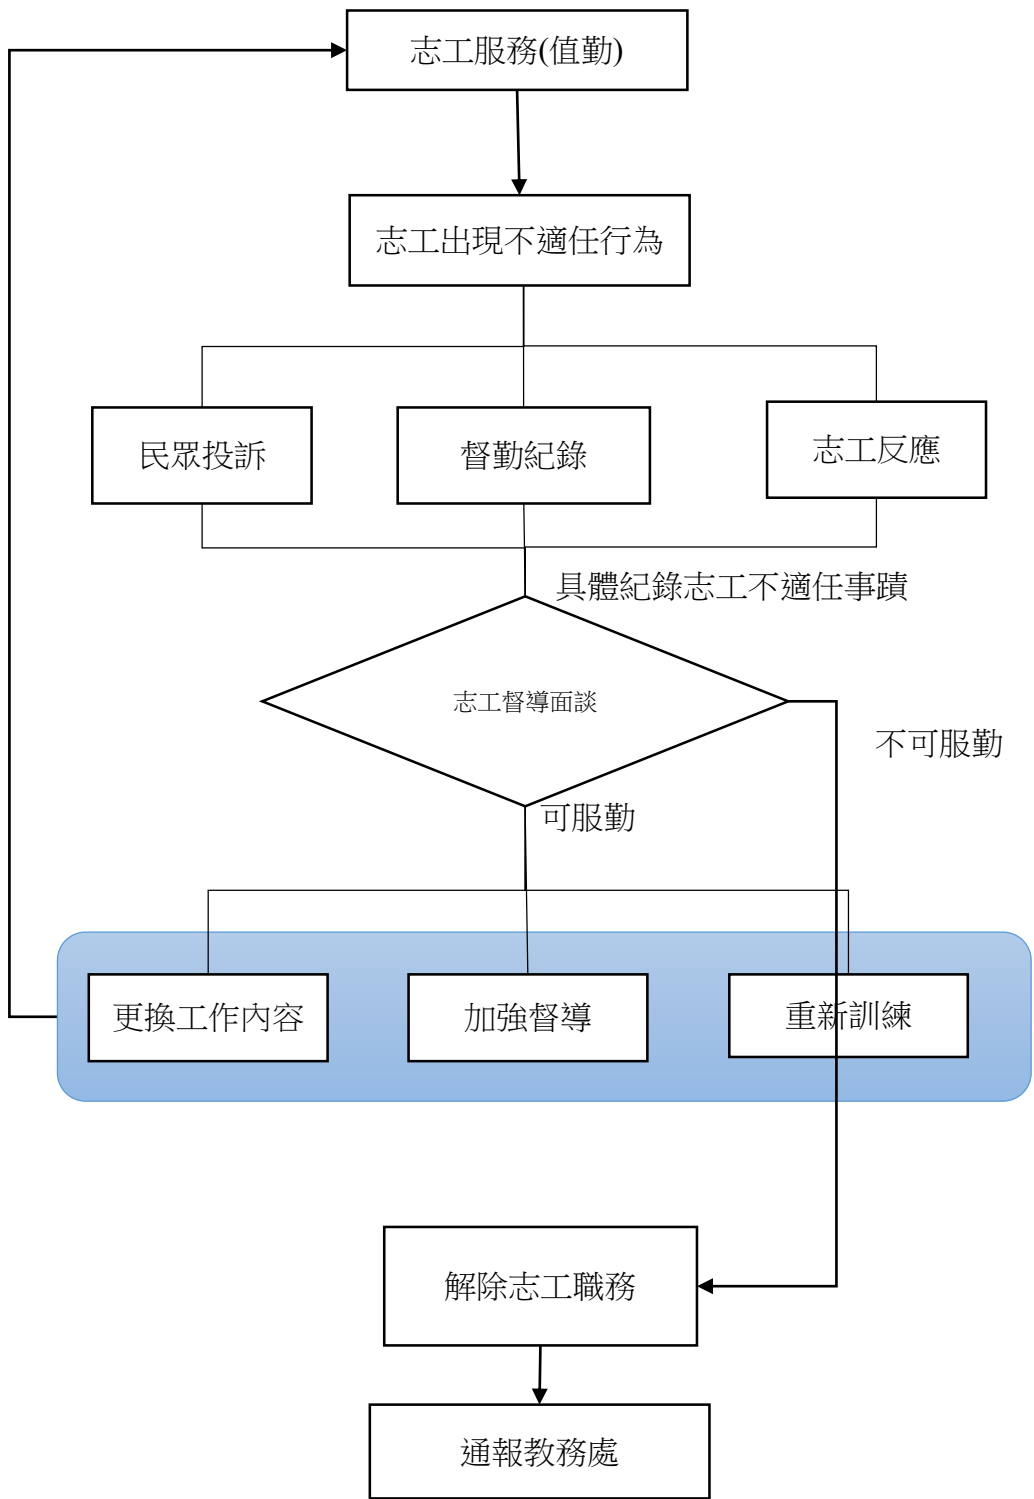 志工服務(值勤)
志工出現不適任行為
民眾投訴
督勤紀錄
志工反應
具體紀錄志工不適任事蹟
志工督導面談
不可服勤
可服勤
更換工作內容
加強督導
重新訓練
解除志工職務
通報教務處